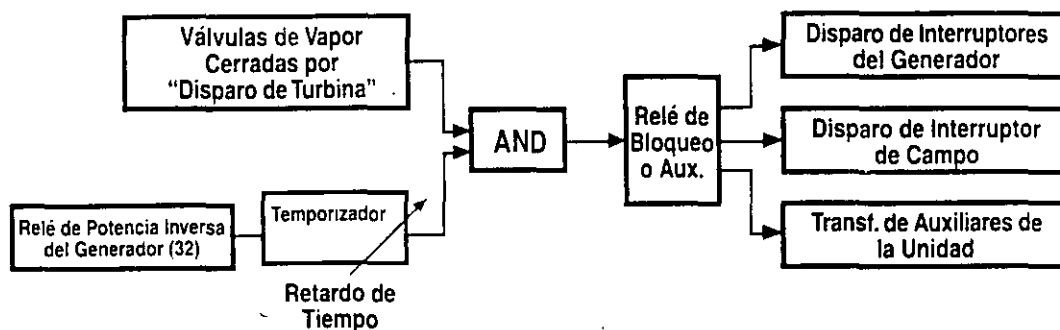 Válvulas de Vapor
Cerradas por
“Disparo de Turbina”
Relé de Potencia Inversa
del Generador (32)
Temporizador
Retardo de
Tiempo
AND
Relé de
Bloqueo
o Aux.
Disparo de Interruptores
del Generador
Disparo de Interruptor
de Campo
Transf. de Auxiliares de
la Unidad